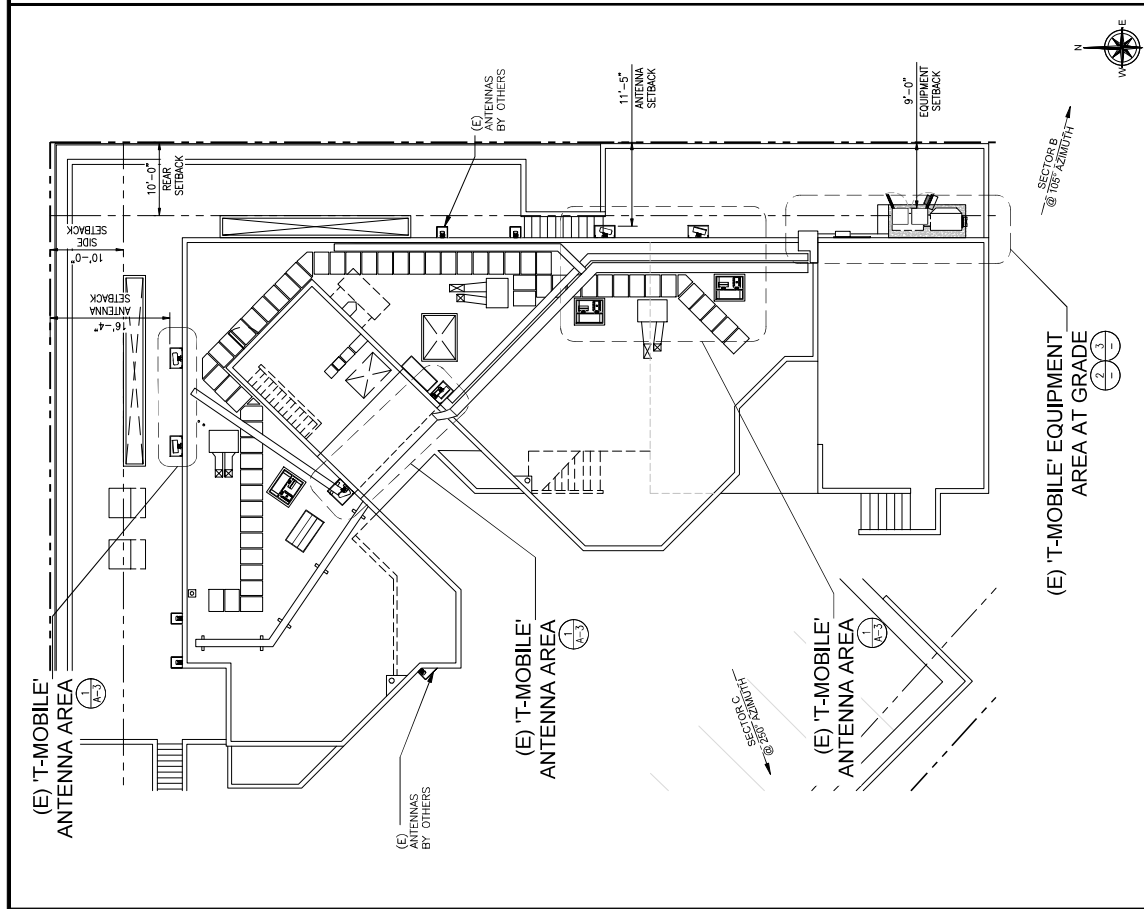 N
E
W
(E)
ANTENNAS
BY OTHERS
11'-5"
ANTENNA
SETBACK
9'-0"
EQUIPMENT
SETBACK
SECTOR B
@ 105° AZIMUTH
10'-0"
REAR
SETBACK
10'-0"
SIDE
SETBACK
16'-4"
ANTENNA
SETBACK
(E) 'T-MOBILE'
ANTENNA AREA
1
A-3
(E)
ANTENNAS
BY OTHERS
(E) 'T-MOBILE'
ANTENNA AREA
1
A-3
SECTOR C
@ 250° AZIMUTH
(E) 'T-MOBILE'
ANTENNA AREA
1
A-3
(E) 'T-MOBILE' EQUIPMENT
AREA AT GRADE
2
-
3
-